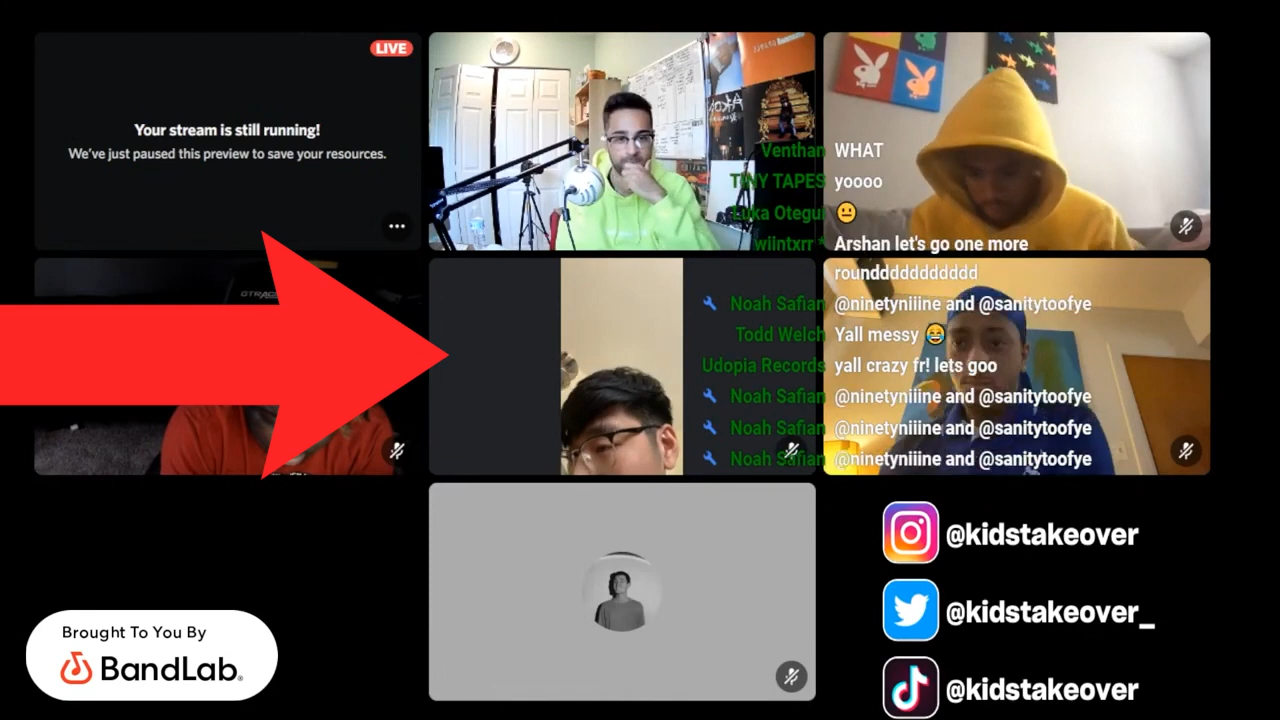 LIVE
Your stream is still running!
We've just paused this preview to save your resources.
Venthan WHAT
TINY TAPES yoooo
Luka Otegui 😐
wiintxrr * Arshan let's go one more
rounddddddddddd
Noah Safian @ninetyniiine and @sanitytoofye
Todd Welch Yall messy 😂
Udopia Records yall crazy fr! lets goo
Noah Safian @ninetyniiine and @sanitytoofye
Noah Safian @ninetyniiine and @sanitytoofye
Noah Safian @ninetyniiine and @sanitytoofye
@kidstakeover
@kidstakeover_
@kidstakeover
Brought To You By
BandLab®